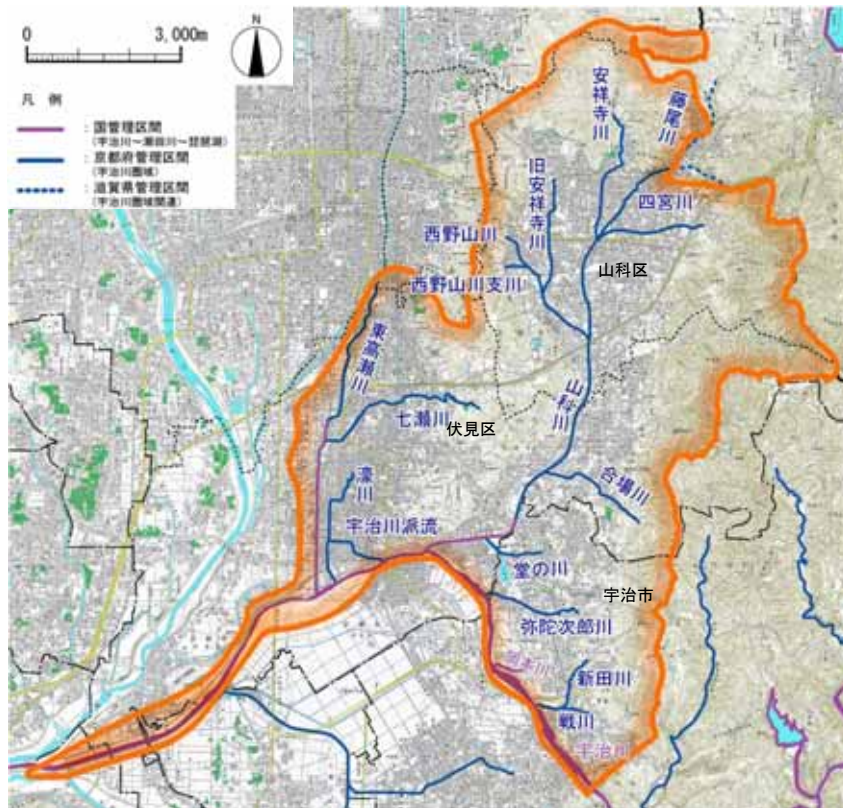 0
3,000m
N
凡 例
：国管理区間
（宇治川～瀬田川～琵琶湖）
：京都府管理区間
（宇治川圏域）
：滋賀県管理区間
（宇治川圏域関連）
安祥寺川
藤尾川
旧安祥寺川
四宮川
西野山川
山科区
西野山川支川
東高瀬川
山科川
七瀬川
伏見区
濠川
合場川
宇治川派流
堂の川
宇治市
弥陀次郎川
新田川
戦川
宇治川